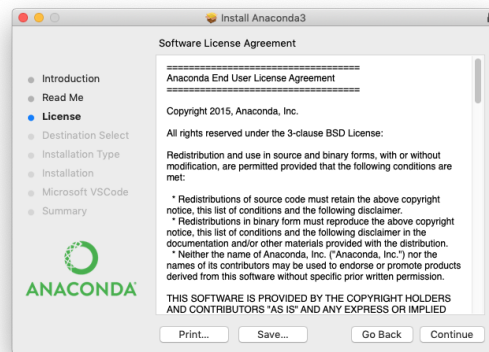 Install Anaconda3
Software License Agreement
Introduction
Read Me
License
Destination Select
Installation Type
Installation
Microsoft VSCode
Summary
ANACONDA
===================================
Anaconda End User License Agreement
===================================
Copyright 2015, Anaconda, Inc.
All rights reserved under the 3-clause BSD License:
Redistribution and use in source and binary forms, with or without
modification, are permitted provided that the following conditions are
met:
* Redistributions of source code must retain the above copyright
notice, this list of conditions and the following disclaimer.
* Redistributions in binary form must reproduce the above copyright
notice, this list of conditions and the following disclaimer in the
documentation and/or other materials provided with the distribution.
* Neither the name of Anaconda, Inc. ("Anaconda, Inc.") nor the
names of its contributors may be used to endorse or promote products
derived from this software without specific prior written permission.
THIS SOFTWARE IS PROVIDED BY THE COPYRIGHT HOLDERS
AND CONTRIBUTORS "AS IS" AND ANY EXPRESS OR IMPLIED
Print...
Save...
Go Back
Continue